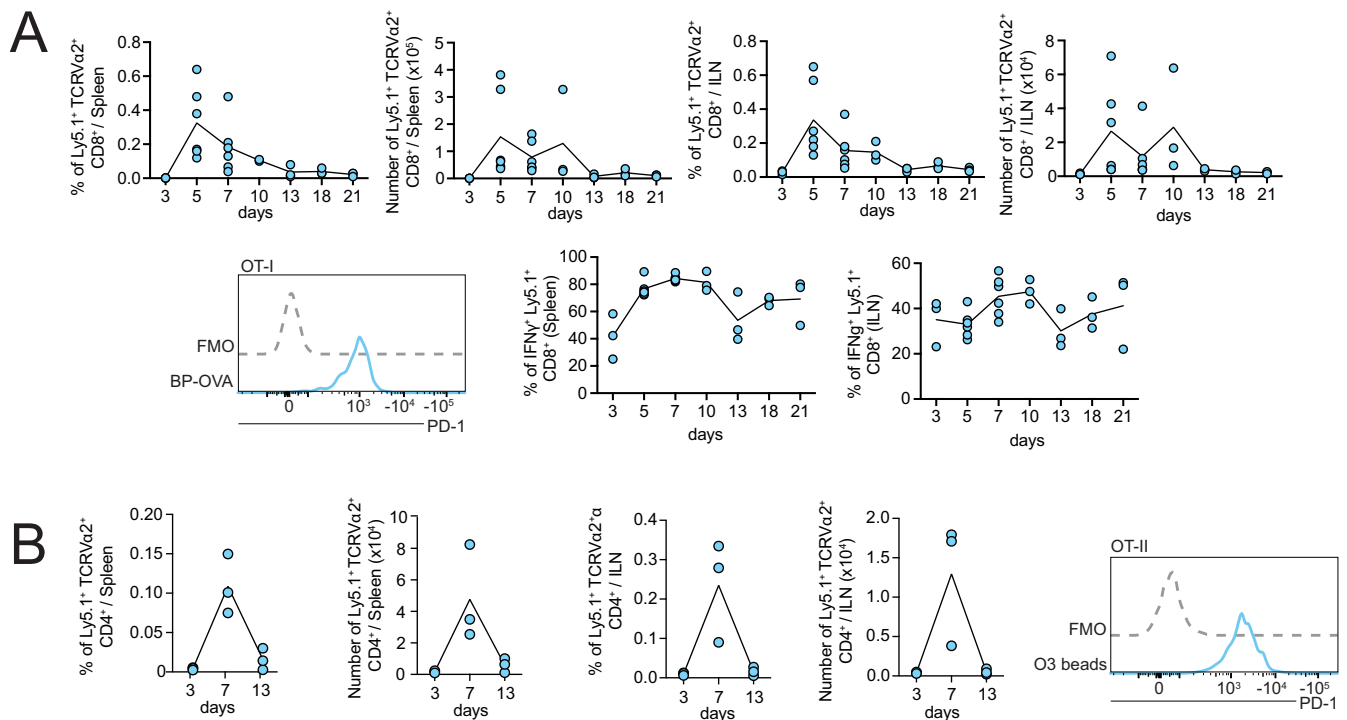 A
% of Ly5.1⁺ TCRVα2⁺
CD8⁺ / Spleen
0.8
0.6
0.4
0.2
0.0
3 5 7 10 13 18 21
days
Number of Ly5.1⁺ TCRVα2⁺
CD8⁺ / Spleen (x10⁵)
5
4
3
2
1
0
3 5 7 10 13 18 21
days
% of Ly5.1⁺ TCRVα2⁺
CD8⁺ / ILN
0.8
0.6
0.4
0.2
0.0
3 5 7 10 13 18 21
days
Number of Ly5.1⁺ TCRVα2⁺
CD8⁺ / ILN (x10⁴)
8
6
4
2
0
3 5 7 10 13 18 21
days
OT-I
FMO
BP-OVA
0 10³ -10⁴ -10⁵
PD-1
% of IFNγ⁺ Ly5.1⁺
CD8⁺ (Spleen)
100
80
60
40
20
0
3 5 7 10 13 18 21
days
% of IFNg⁺ Ly5.1⁺
CD8⁺ (ILN)
60
40
20
0
3 5 7 10 13 18 21
days
B
% of Ly5.1⁺ TCRVα2⁺
CD4⁺ / Spleen
0.20
0.15
0.10
0.05
0
3 7 13
days
Number of Ly5.1⁺ TCRVα2⁺
CD4⁺ / Spleen (x10⁴)
10
8
6
4
2
0
3 7 13
days
% of Ly5.1⁺ TCRVα2⁺α
CD4⁺ / ILN
0.4
0.3
0.2
0.1
0.0
3 7 13
days
Number of Ly5.1⁺ TCRVα2⁺
CD4⁺ / ILN (x10⁴)
2.0
1.5
1.0
0.5
0.0
3 7 13
days
OT-II
FMO
O3 beads
0 10³ -10⁴ -10⁵
PD-1